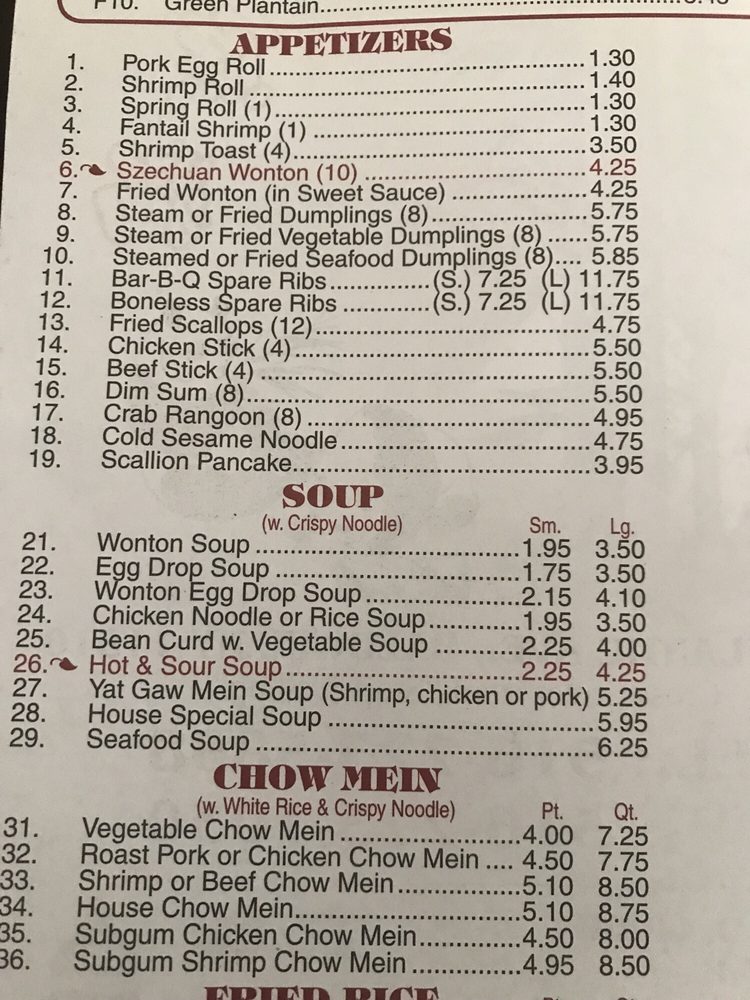 F10. Green Plantain
APPETIZERS
1. Pork Egg Roll 1.30
2. Shrimp Roll 1.40
3. Spring Roll (1) 1.30
4. Fantail Shrimp (1) 1.30
5. Shrimp Toast (4) 3.50
6. Szechuan Wonton (10) 4.25
7. Fried Wonton (in Sweet Sauce) 4.25
8. Steam or Fried Dumplings (8) 5.75
9. Steam or Fried Vegetable Dumplings (8) 5.75
10. Steamed or Fried Seafood Dumplings (8) 5.85
11. Bar-B-Q Spare Ribs (S.) 7.25 (L) 11.75
12. Boneless Spare Ribs (S.) 7.25 (L) 11.75
13. Fried Scallops (12) 4.75
14. Chicken Stick (4) 5.50
15. Beef Stick (4) 5.50
16. Dim Sum (8) 5.50
17. Crab Rangoon (8) 4.95
18. Cold Sesame Noodle 4.75
19. Scallion Pancake 3.95
SOUP
(w. Crispy Noodle) Sm. Lg.
21. Wonton Soup 1.95 3.50
22. Egg Drop Soup 1.75 3.50
23. Wonton Egg Drop Soup 2.15 4.10
24. Chicken Noodle or Rice Soup 1.95 3.50
25. Bean Curd w. Vegetable Soup 2.25 4.00
26. Hot & Sour Soup 2.25 4.25
27. Yat Gaw Mein Soup (Shrimp, chicken or pork) 5.25
28. House Special Soup 5.95
29. Seafood Soup 6.25
CHOW MEIN
(w. White Rice & Crispy Noodle) Pt. Qt.
31. Vegetable Chow Mein 4.00 7.25
32. Roast Pork or Chicken Chow Mein 4.50 7.75
33. Shrimp or Beef Chow Mein 5.10 8.50
34. House Chow Mein 5.10 8.75
35. Subgum Chicken Chow Mein 4.50 8.00
36. Subgum Shrimp Chow Mein 4.95 8.50
FRIED RICE